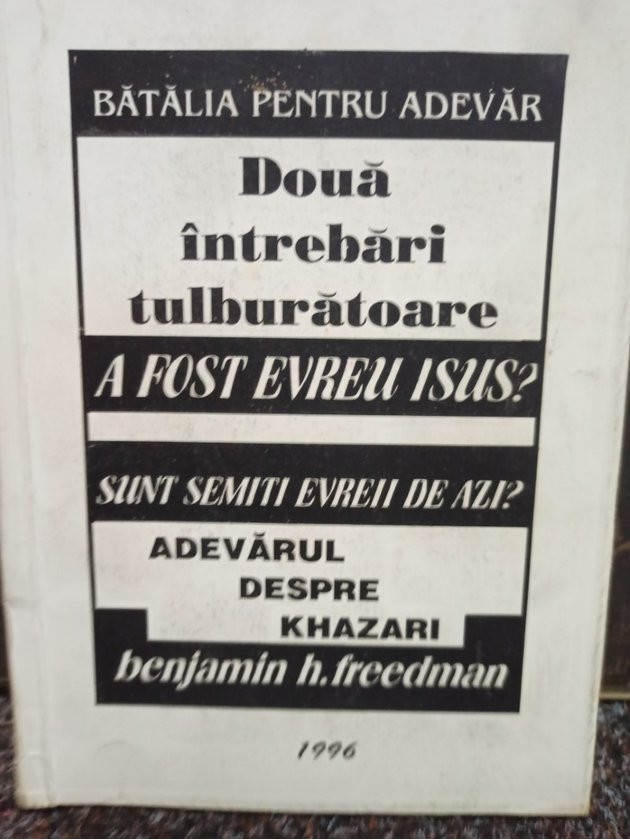 BĂTĂLIA PENTRU ADEVĂR
Două
întrebări
tulburătoare
A FOST EVREU ISUS?
SUNT SEMITI EVREII DE AZI?
ADEVĂRUL
DESPRE
KHAZARI
benjamin h. freedman
1996